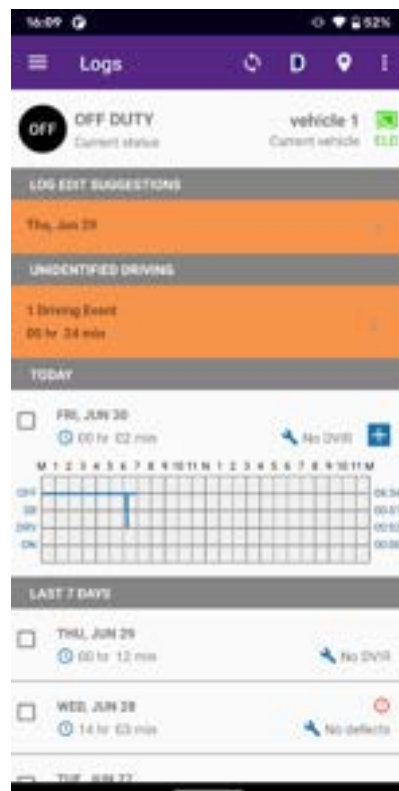 16:09 52%
Logs D
OFF OFF DUTY vehicle 1
Current status Current vehicle ELD
LOG EDIT SUGGESTIONS
Thu, Jun 29
UNIDENTIFIED DRIVING
1 Driving Event
00 hr 24 min
TODAY
FRI, JUN 30
00 hr 02 min No DVIR
M 1 2 3 4 5 6 7 8 9 10 11 N 1 2 3 4 5 6 7 8 9 10 11 M
OFF
SB
DRV
ON
LAST 7 DAYS
THU, JUN 29
00 hr 12 min No DVIR
WED, JUN 28
14 hr 03 min No defects
TUE, JUN 27